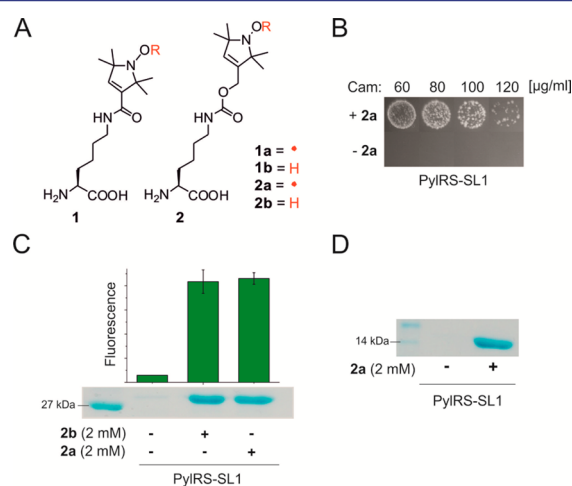 A
OR
N
O
HN
H₂N
COOH
1
N-OR
O
HN
O
H₂N
COOH
2
1a = •
1b = H
2a = •
2b = H
B
Cam: 60 80 100 120 [µg/ml]
+ 2a
- 2a
PylRS-SL1
C
Fluorescence
27 kDa
2b (2 mM) - + -
2a (2 mM) - - +
PylRS-SL1
D
14 kDa
2a (2 mM) - +
PylRS-SL1